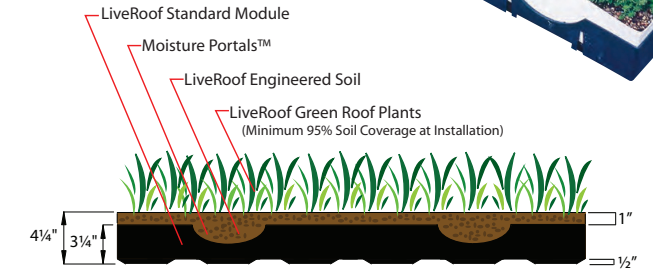 LiveRoof Standard Module
Moisture Portals™
LiveRoof Engineered Soil
LiveRoof Green Roof Plants
(Minimum 95% Soil Coverage at Installation)
4¼"
3¼"
1”
½”